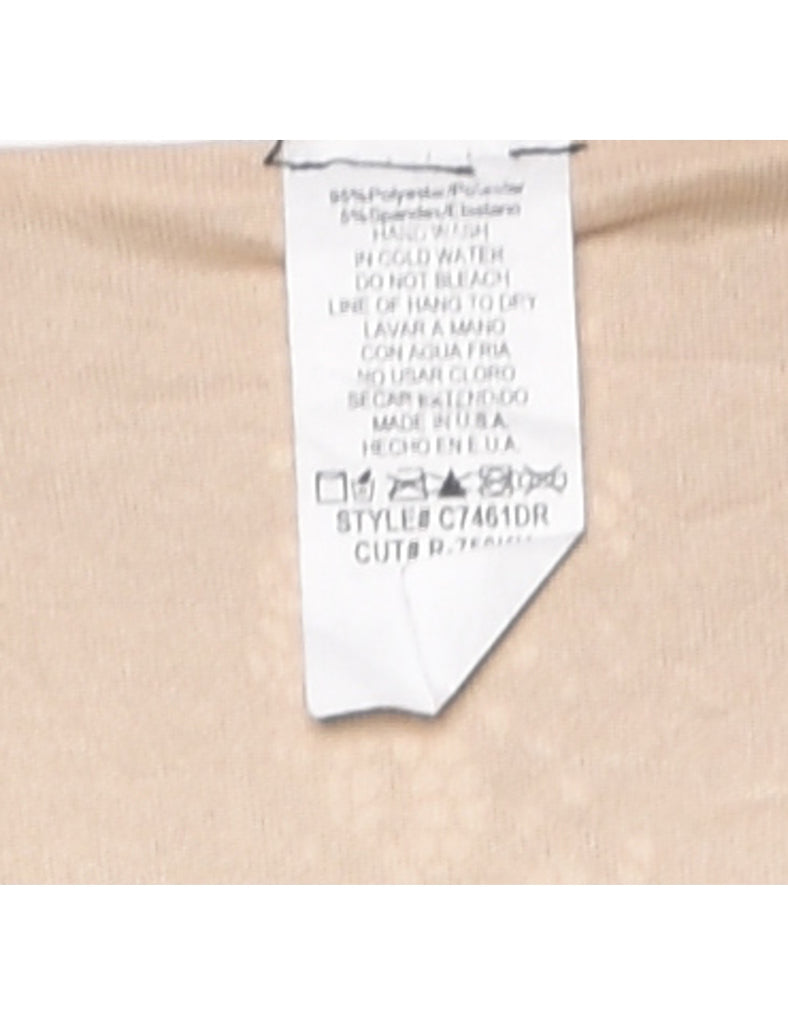 95% Polyester/Poliester
5% Spandex/Elastano
HAND WASH
IN COLD WATER
DO NOT BLEACH
LINE OF HANG TO DRY
LAVAR A MANO
CON AGUA FRIA
NO USAR CLORO
SECAR EXTENDIDO
MADE IN U.S.A.
HECHO EN E.U.A.
STYLE# C7461DR
CUT#